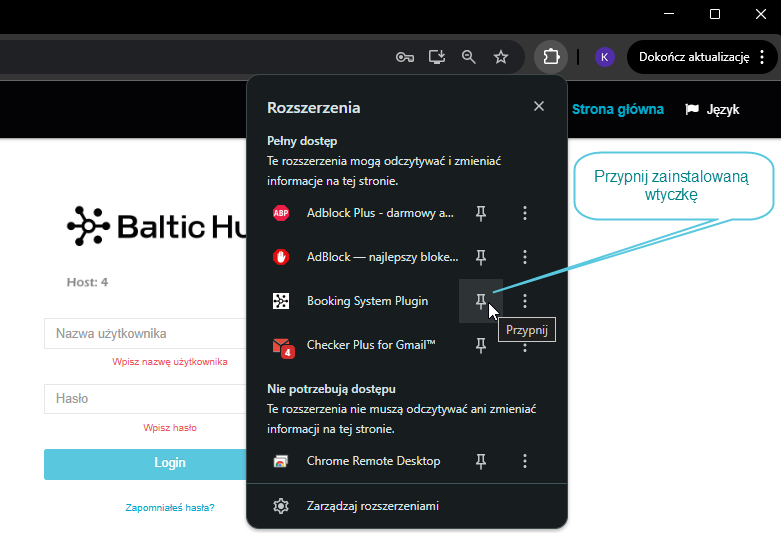 K
Dokończ aktualizację
Rozszerzenia
Strona główna
Język
Pełny dostęp
Te rozszerzenia mogą odczytywać i zmieniać
informacje na tej stronie.
Przypnij zainstalowaną
wtyczkę
ABP
Adblock Plus - darmowy a...
Baltic Hu
AdBlock — najlepszy bloke...
Host: 4
Booking System Plugin
Przypnij
Nazwa użytkownika
Checker Plus for Gmail™
4
Wpisz nazwę użytkownika
Nie potrzebują dostępu
Hasło
Te rozszerzenia nie muszą odczytywać ani zmieniać
informacji na tej stronie.
Wpisz hasło
Login
Chrome Remote Desktop
Zapomniałeś hasła?
Zarządzaj rozszerzeniami